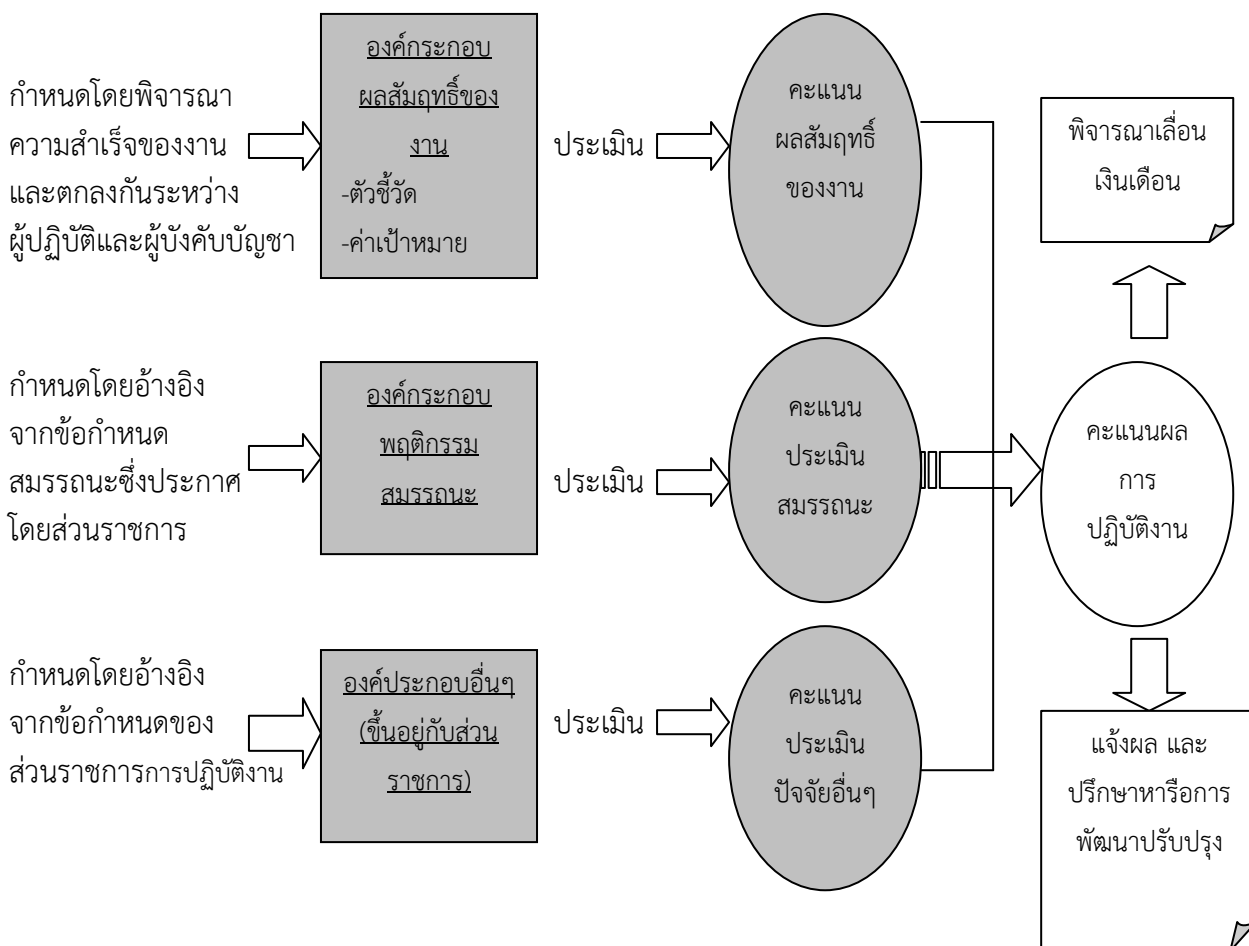 กำหนดโดยพิจารณา
ความสำเร็จของงาน
และตกลงกันระหว่าง
ผู้ปฏิบัติและผู้บังคับบัญชา
องค์กระกอบ
ผลสัมฤทธิ์ของ
งาน
-ตัวชี้วัด
-ค่าเป้าหมาย
ประเมิน
คะแนน
ผลสัมฤทธิ์
ของงาน
พิจารณาเลื่อน
เงินเดือน
กำหนดโดยอ้างอิง
จากข้อกำหนด
สมรรถนะซึ่งประกาศ
โดยส่วนราชการ
องค์กระกอบ
พฤติกรรม
สมรรถนะ
ประเมิน
คะแนน
ประเมิน
สมรรถนะ
คะแนนผล
การ
ปฏิบัติงาน
กำหนดโดยอ้างอิง
จากข้อกำหนดของ
ส่วนราชการการปฏิบัติงาน
องค์ประกอบอื่นๆ
(ขึ้นอยู่กับส่วน
ราชการ)
ประเมิน
คะแนน
ประเมิน
ปัจจัยอื่นๆ
แจ้งผล และ
ปรึกษาหารือการ
พัฒนาปรับปรุง